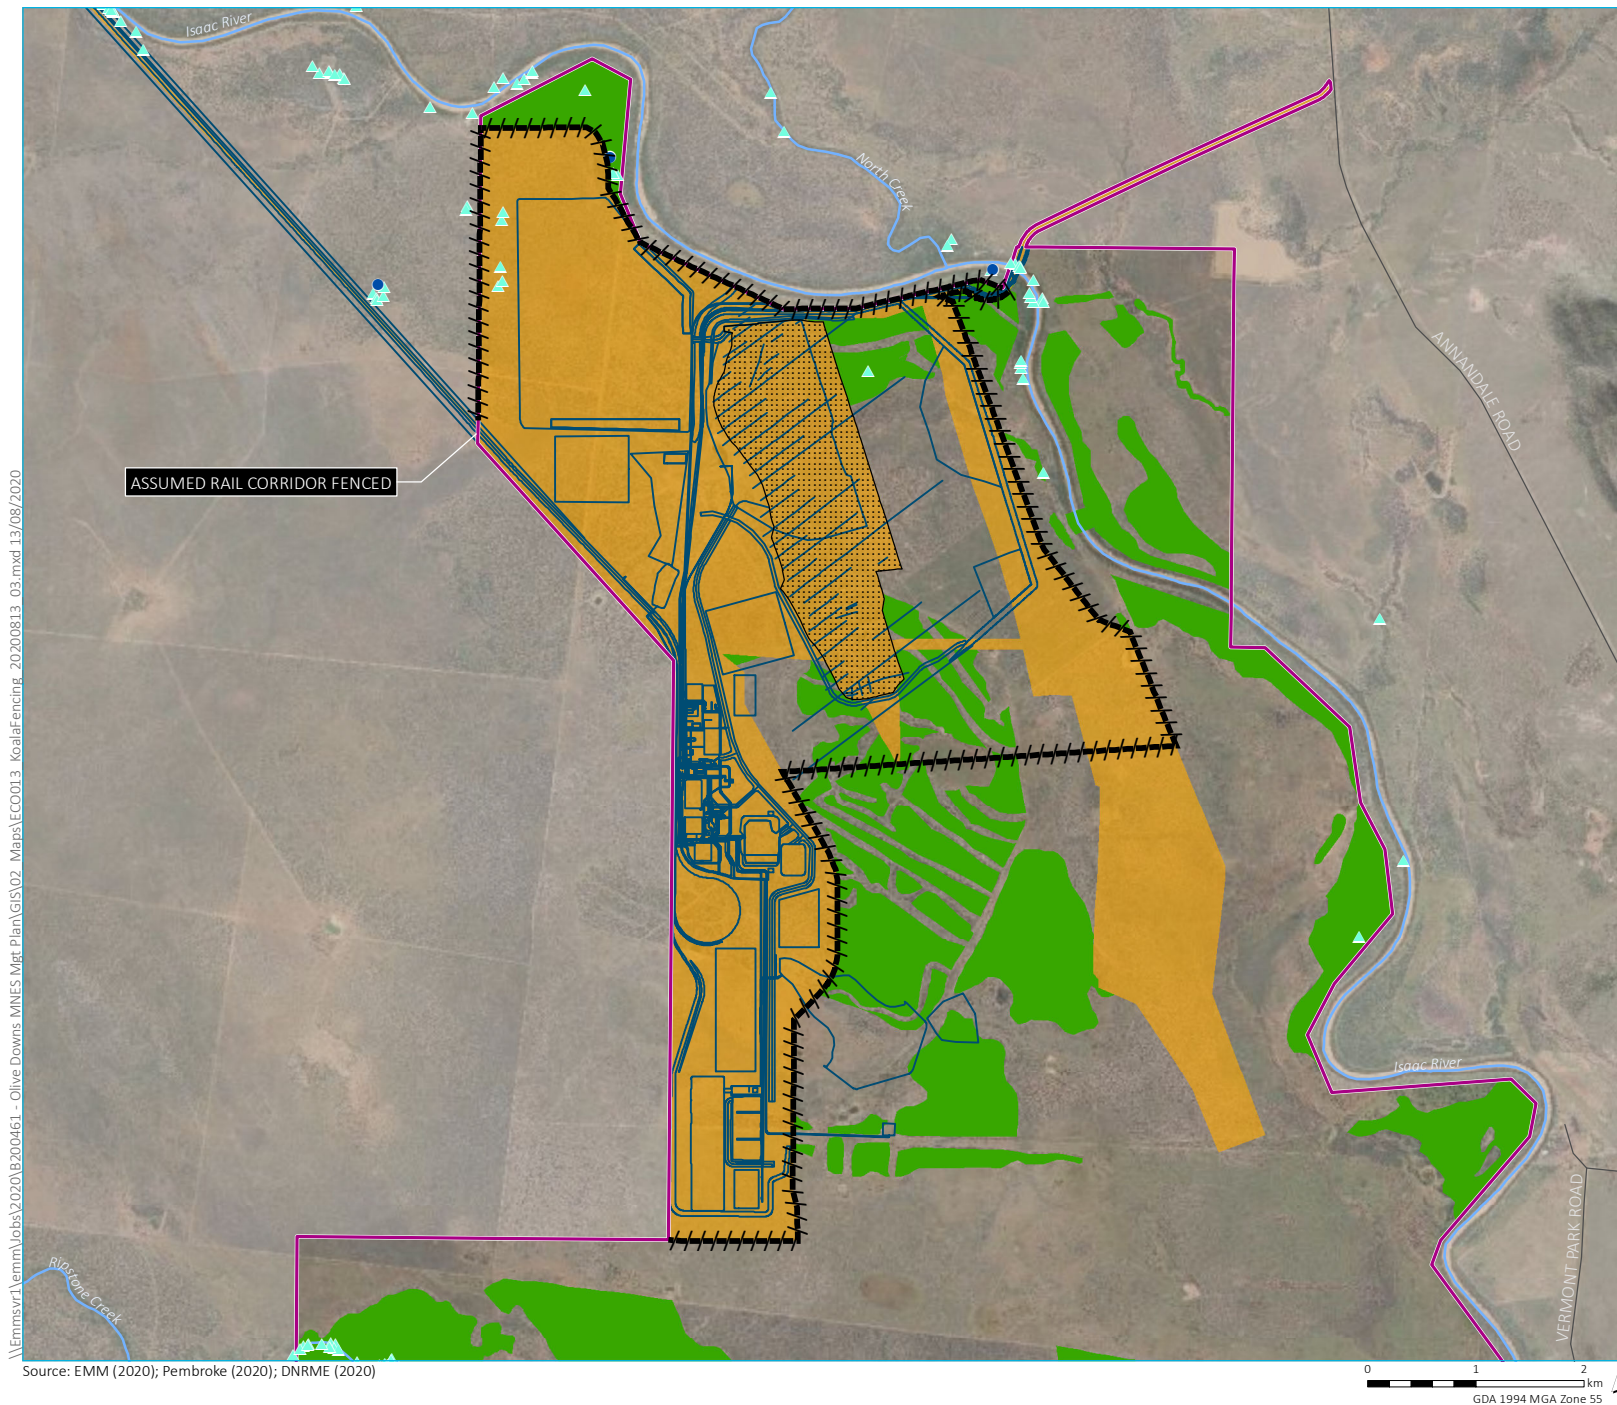 Isaac River
North Creek
ANNANDALE ROAD
ASSUMED RAIL CORRIDOR FENCED
Isaac River
VERMONT PARK ROAD
Ripstone Creek
\\Emmsvr1\emm\Jobs\2020\B200461 - Olive Downs MNES Mgt Plan\GIS\02_Maps\ECO013_KoalaFencing_20200813_03.mxd 13/08/2020
Source: EMM (2020); Pembroke (2020); DNRME (2020)
0 1 2
km
GDA 1994 MGA Zone 55